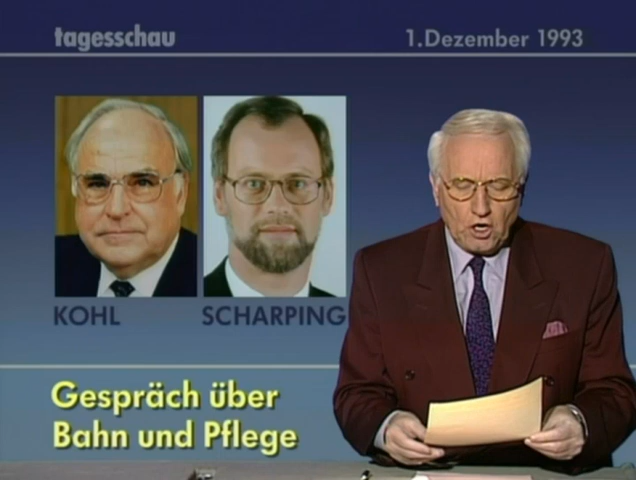 tagesschau
1.Dezember 1993
KOHL
SCHARPING
Gespräch über
Bahn und Pflege